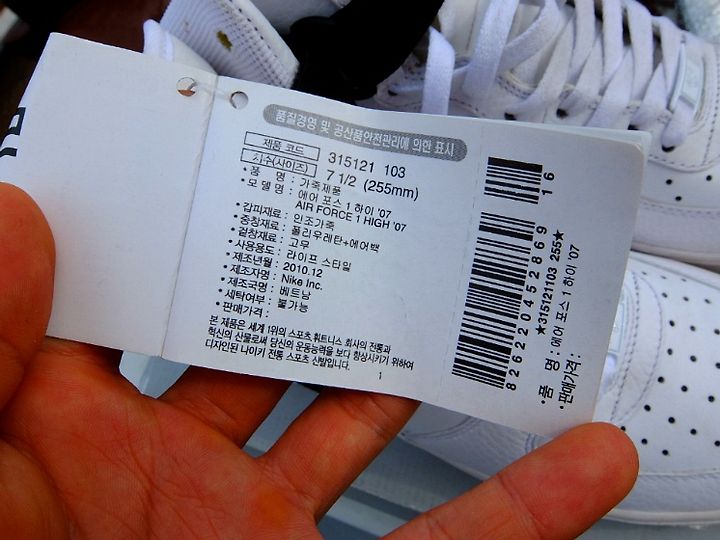 품질경영 및 공산품안전관리에 의한 표시
제품 코드 315121 103
치수(사이즈) 7 1/2 (255mm)
• 품 명 : 가죽제품
• 모 델 명 : 에어 포스 1 하이 '07
AIR FORCE 1 HIGH '07
• 갑피재료 : 인조가죽
• 중창재료 : 폴리우레탄+에어백
• 겉창재료 : 고무
• 사용용도 : 라이프 스타일
• 제조년월 : 2010.12
• 제조자명 : Nike Inc.
• 제조국명 : 베트남
• 세탁여부 : 불가능
• 판매가격 :
본 제품은 세계 1위의 스포츠, 휘트니스 회사의 전통과
혁신의 산물로써 당신의 운동능력을 보다 향상시키기 위하여
디자인된 나이키 전통 스포츠 신발입니다.
1
826220452869
16
★315121103 255★
• 품 명 : 에어 포스 1 하이 '07
• 판매가격 :